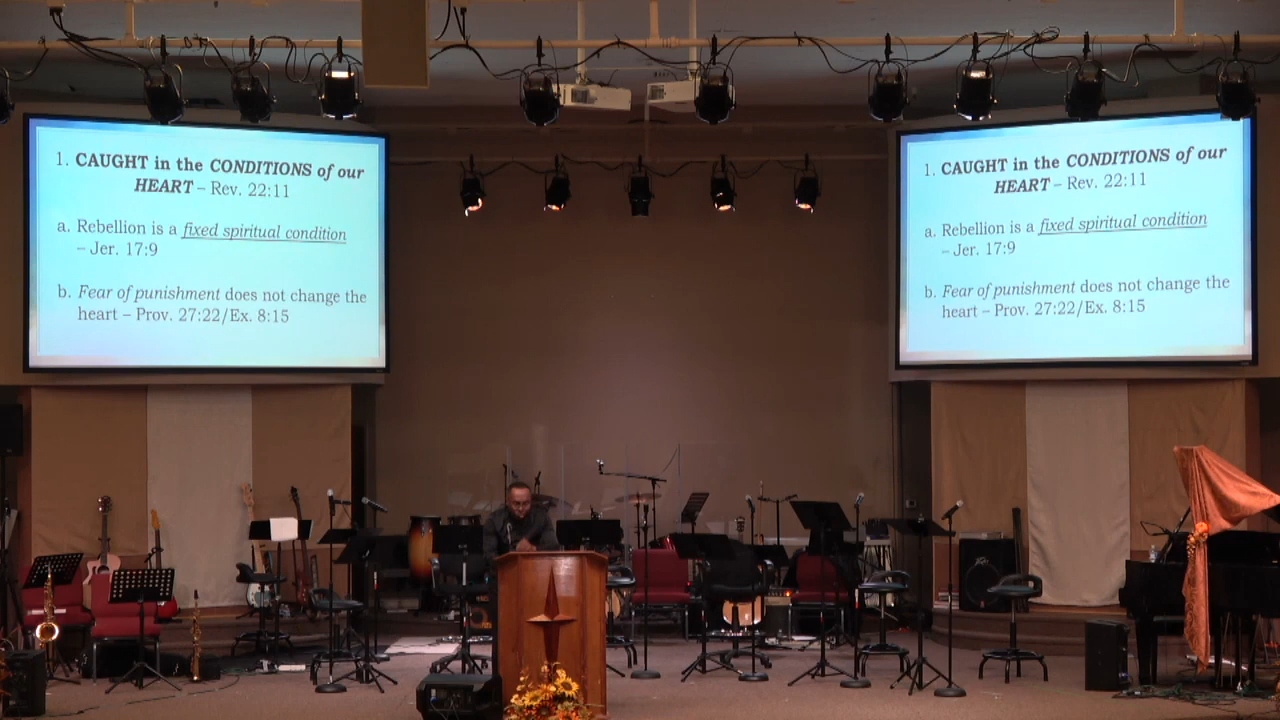 1. CAUGHT in the CONDITIONS of our
HEART – Rev. 22:11
a. Rebellion is a fixed spiritual condition
– Jer. 17:9
b. Fear of punishment does not change the
heart – Prov. 27:22/Ex. 8:15
1. CAUGHT in the CONDITIONS of our
HEART – Rev. 22:11
a. Rebellion is a fixed spiritual condition
– Jer. 17:9
b. Fear of punishment does not change the
heart – Prov. 27:22/Ex. 8:15